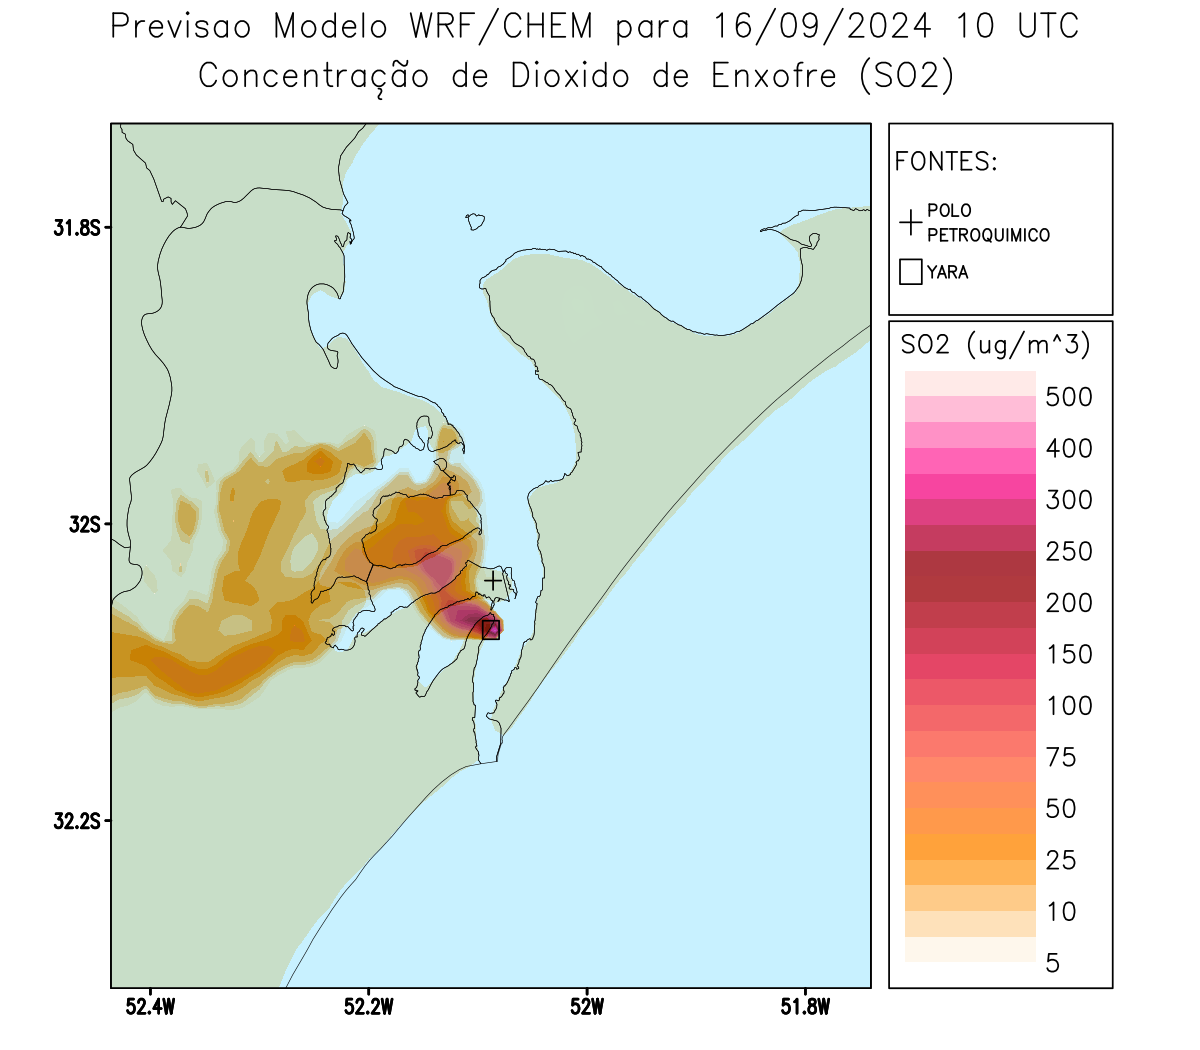 Previsao Modelo WRF/CHEM para 16/09/2024 10 UTC
Concentração de Dioxido de Enxofre (SO2)
FONTES:
POLO
PETROQUIMICO
YARA
31.8S
32S
32.2S
52.4W
52.2W
52W
51.8W
SO2 (ug/m^3)
500
400
300
250
200
150
100
75
50
25
10
5